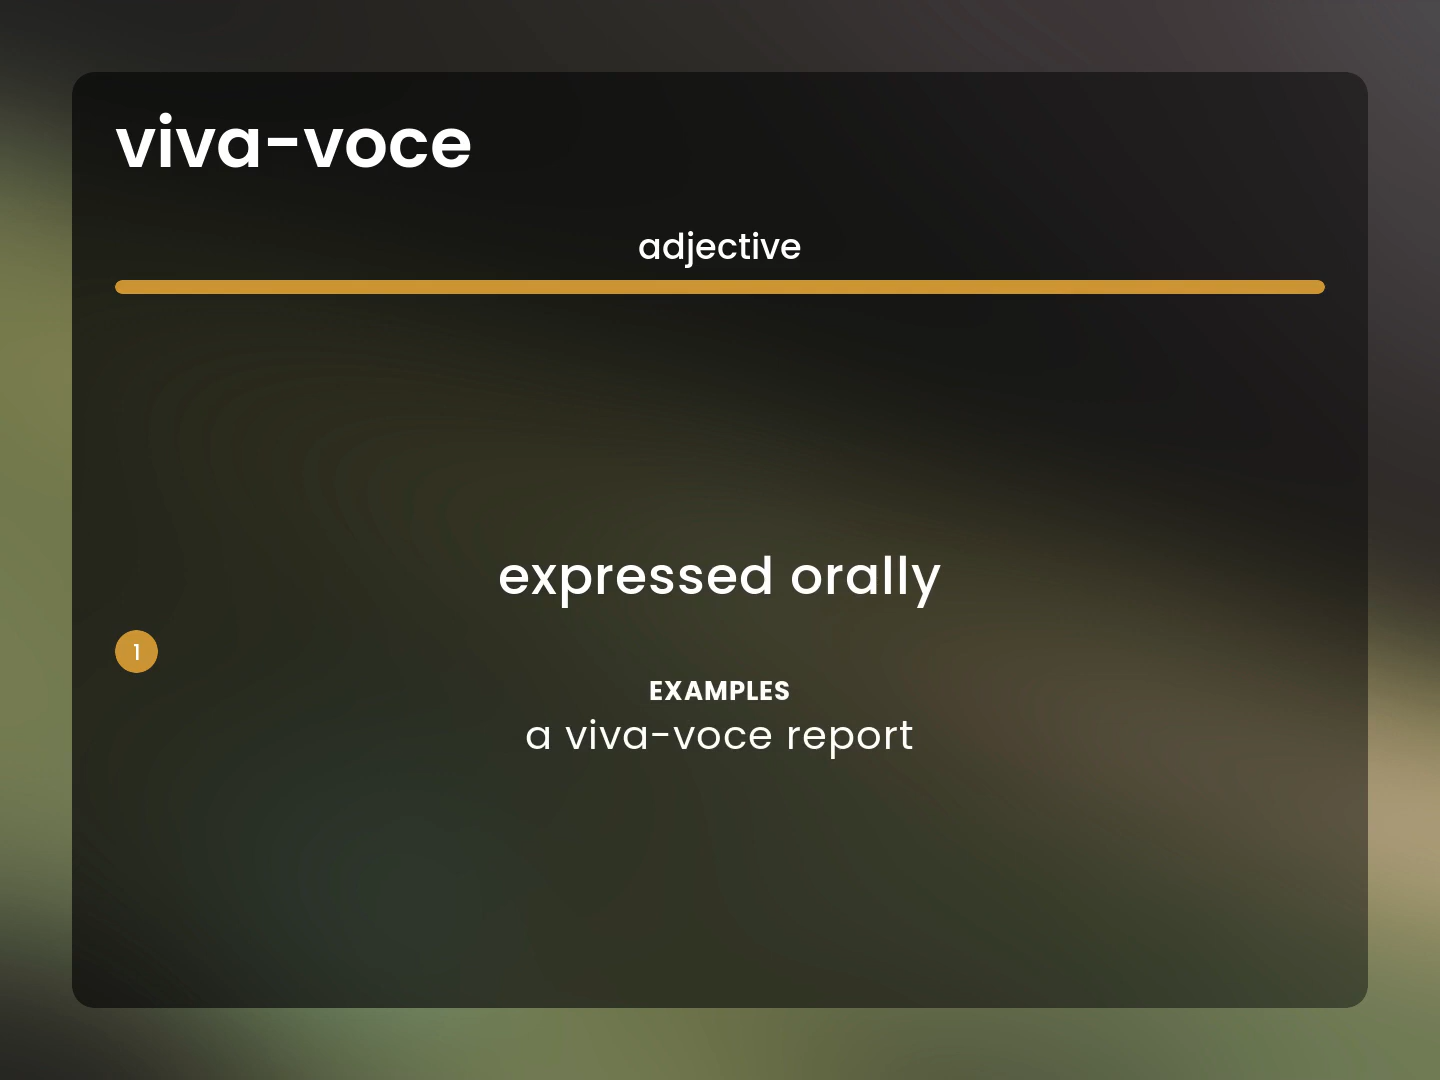 viva-voce
adjective
expressed orally
1
EXAMPLES
a viva-voce report